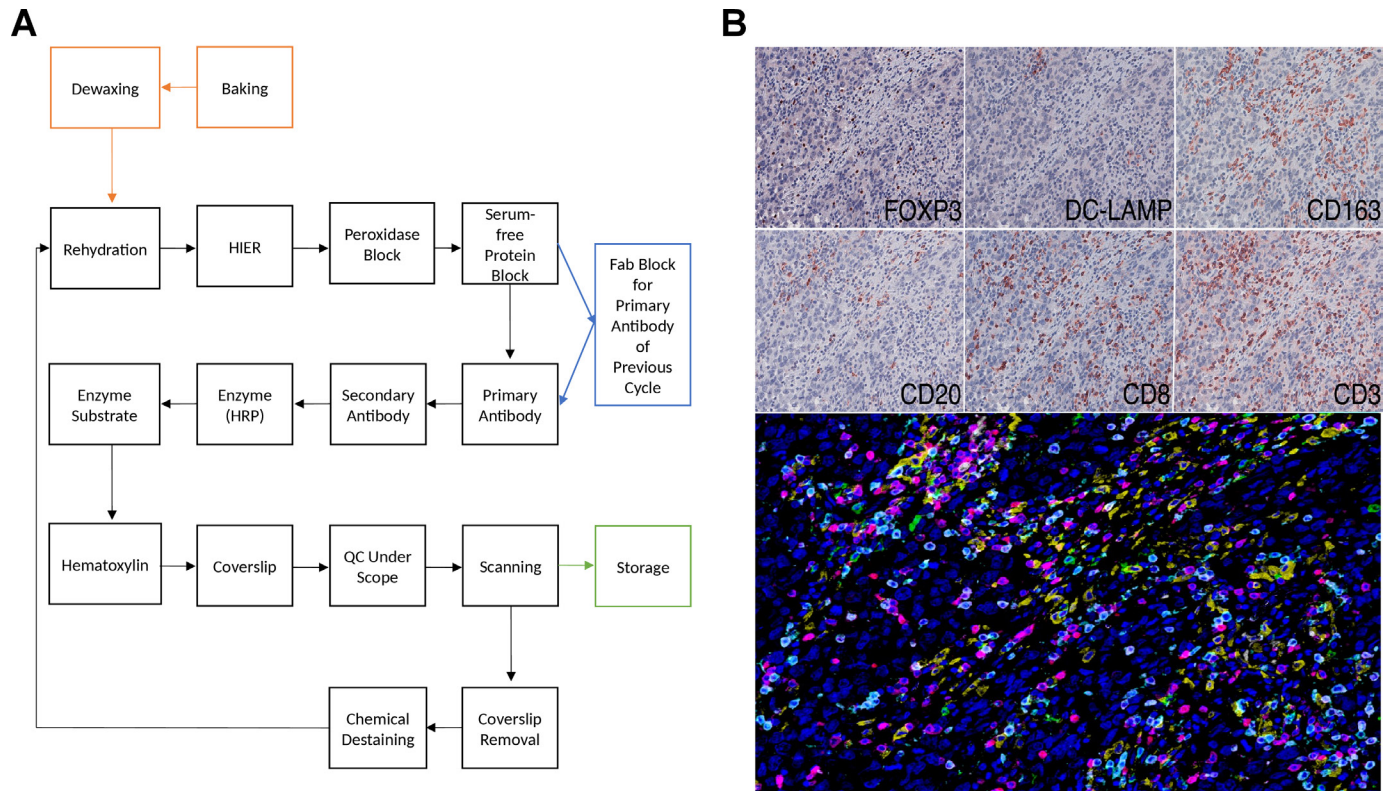 A
B
Dewaxing
Baking
Rehydration
HIER
Peroxidase
Block
Serum-
free
Protein
Block
Fab Block
for
Primary
Antibody
of
Previous
Cycle
Enzyme
Substrate
Enzyme
(HRP)
Secondary
Antibody
Primary
Antibody
Hematoxylin
Coverslip
QC Under
Scope
Scanning
Storage
Chemical
Destaining
Coverslip
Removal
FOXP3
DC-LAMP
CD163
CD20
CD8
CD3